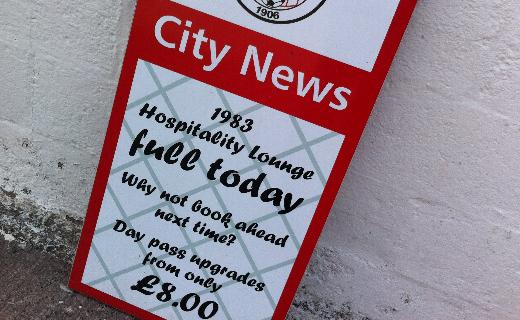 1906
City News
1983
Hospitality Lounge
full today
Why not book ahead
next time?
Day pass upgrades
from only
£8.00